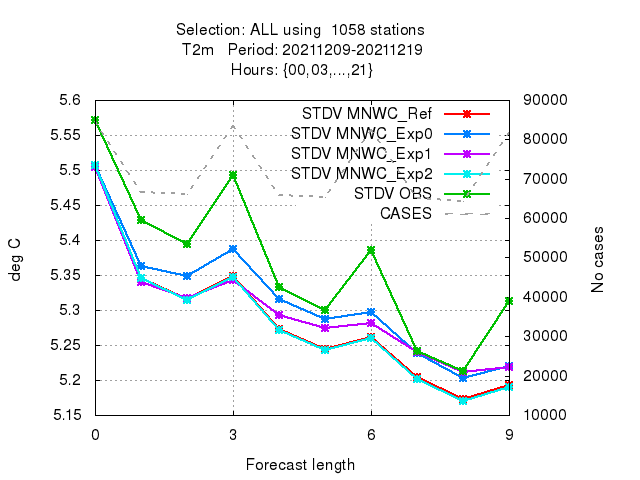 Selection: ALL using  1058 stations
T2m   Period: 20211209-20211219
Hours: {00,03,...,21}
STDV MNWC_Ref
STDV MNWC_Exp0
STDV MNWC_Exp1
STDV MNWC_Exp2
STDV OBS
CASES
5.6
5.55
5.5
5.45
5.4
5.35
5.3
5.25
5.2
5.15
deg C
90000
80000
70000
60000
50000
40000
30000
20000
10000
No cases
0 3 6 9
Forecast length